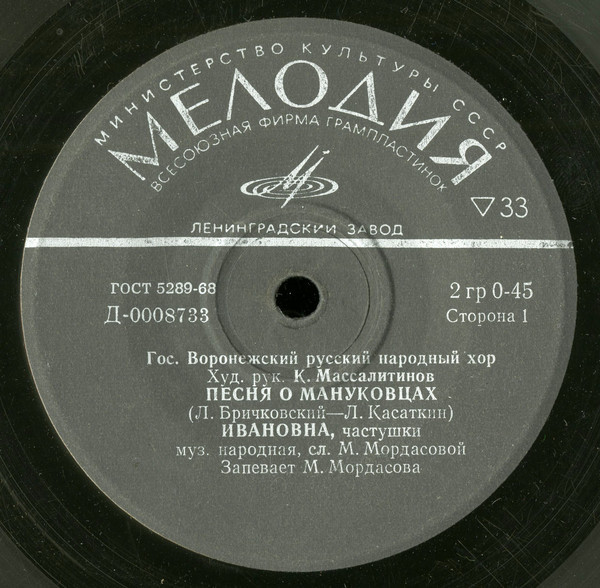 МИНИСТЕРСТВО КУЛЬТУРЫ СССР
МЕЛОДИЯ
ВСЕСОЮЗНАЯ ФИРМА ГРАМПЛАСТИНОК
▽33
ЛЕНИНГРАДСКИЙ ЗАВОД
ГОСТ 5289-68
2 гр 0-45
Д-0008733
Сторона 1
Гос. Воронежский русский народный хор
Худ. рук. К. Массалитинов
ПЕСНЯ О МАНУКОВЦАХ
(Л. Бричковский—Л. Касаткин)
ИВАНОВНА, частушки
муз. народная, сл. М. Мордасовой
Запевает М. Мордасова